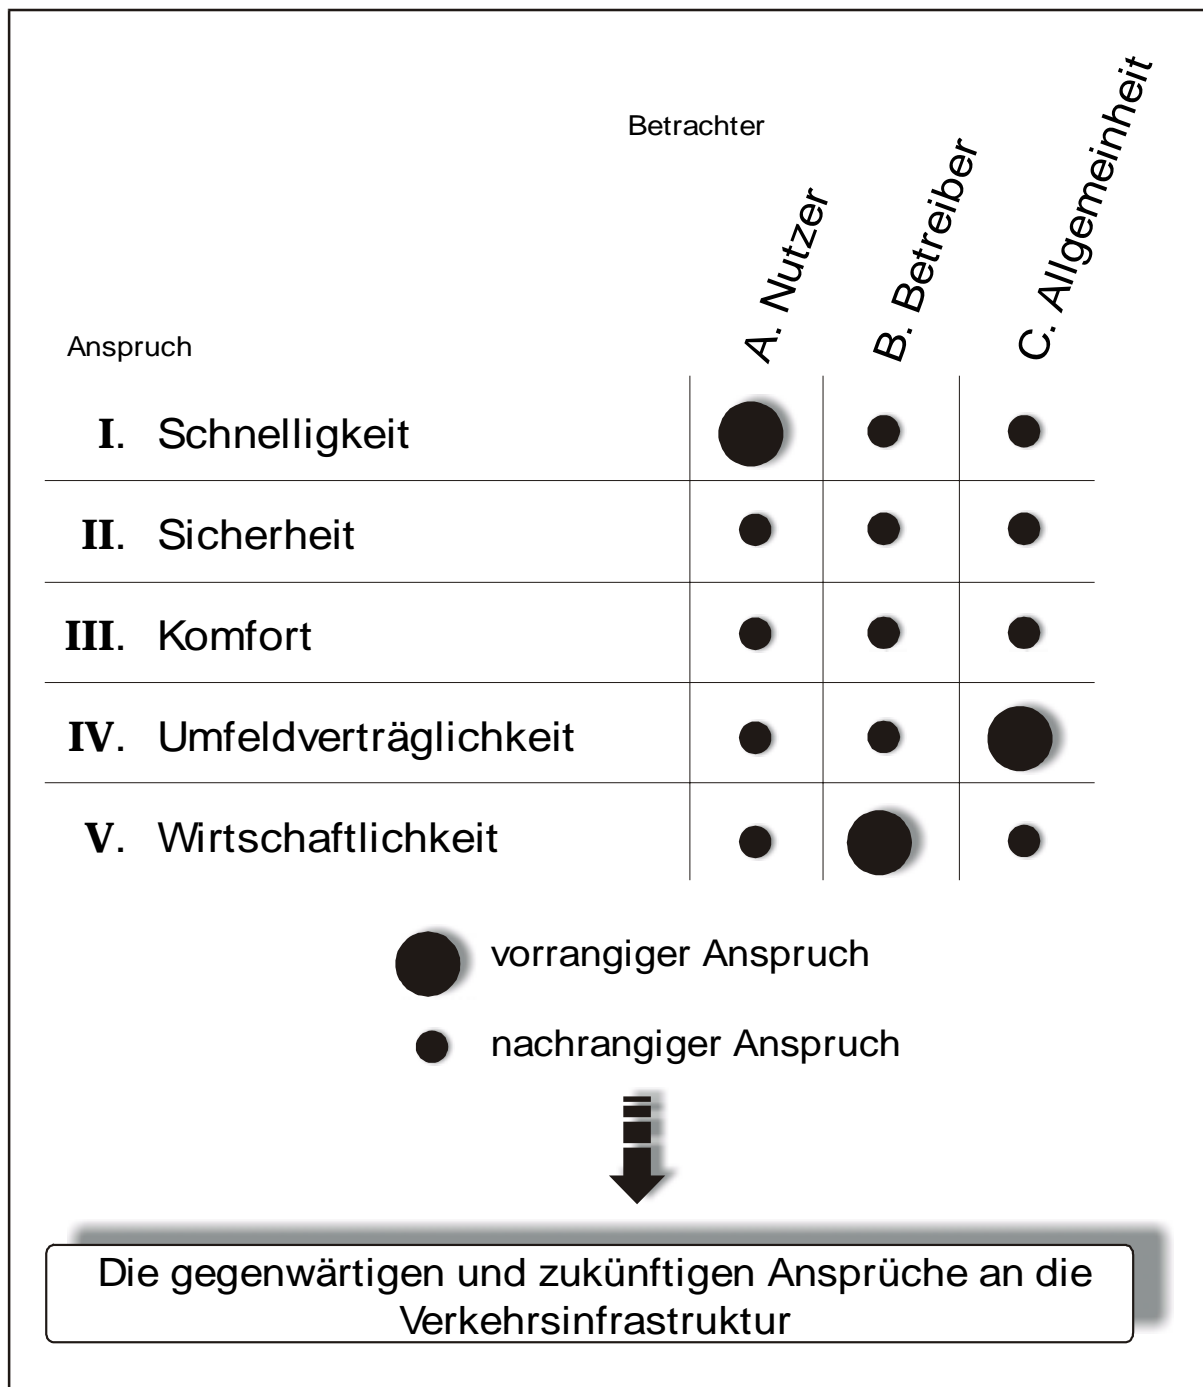 Betrachter
A. Nutzer
B. Betreiber
C. Allgemeinheit
Anspruch
I. Schnelligkeit
II. Sicherheit
III. Komfort
IV. Umfeldverträglichkeit
V. Wirtschaftlichkeit
vorrangiger Anspruch
nachrangiger Anspruch
Die gegenwärtigen und zukünftigen Ansprüche an die
Verkehrsinfrastruktur